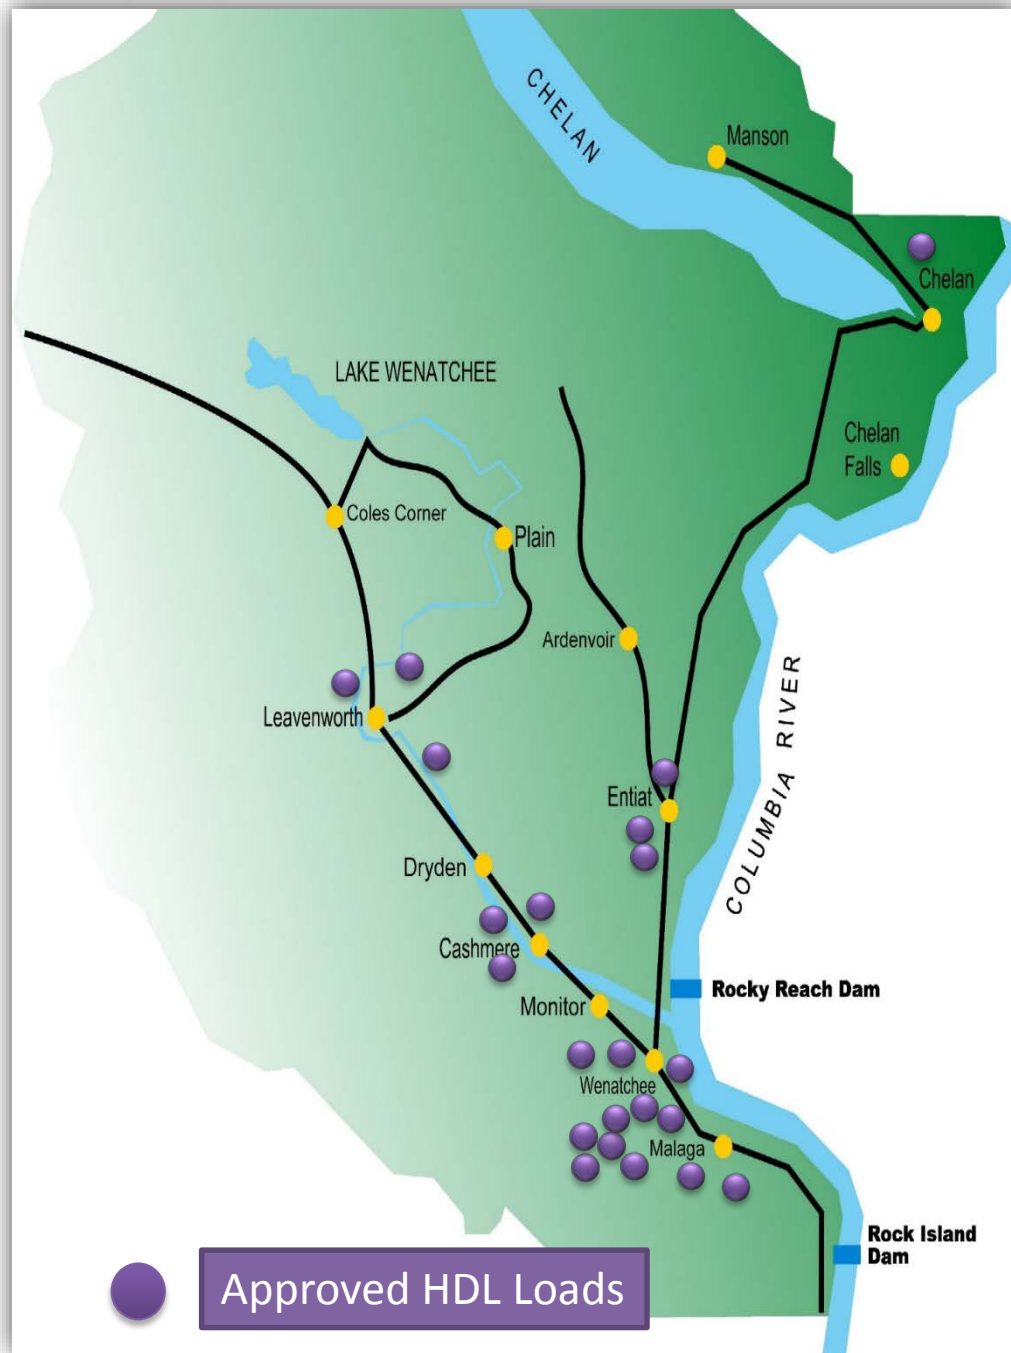 CHELAN
Manson
Chelan
LAKE WENATCHEE
Chelan
Falls
Coles Corner
Plain
Ardenvoir
COLUMBIA RIVER
Leavenworth
Entiat
Dryden
Cashmere
Rocky Reach Dam
Monitor
Wenatchee
Malaga
Rock Island
Dam
Approved HDL Loads